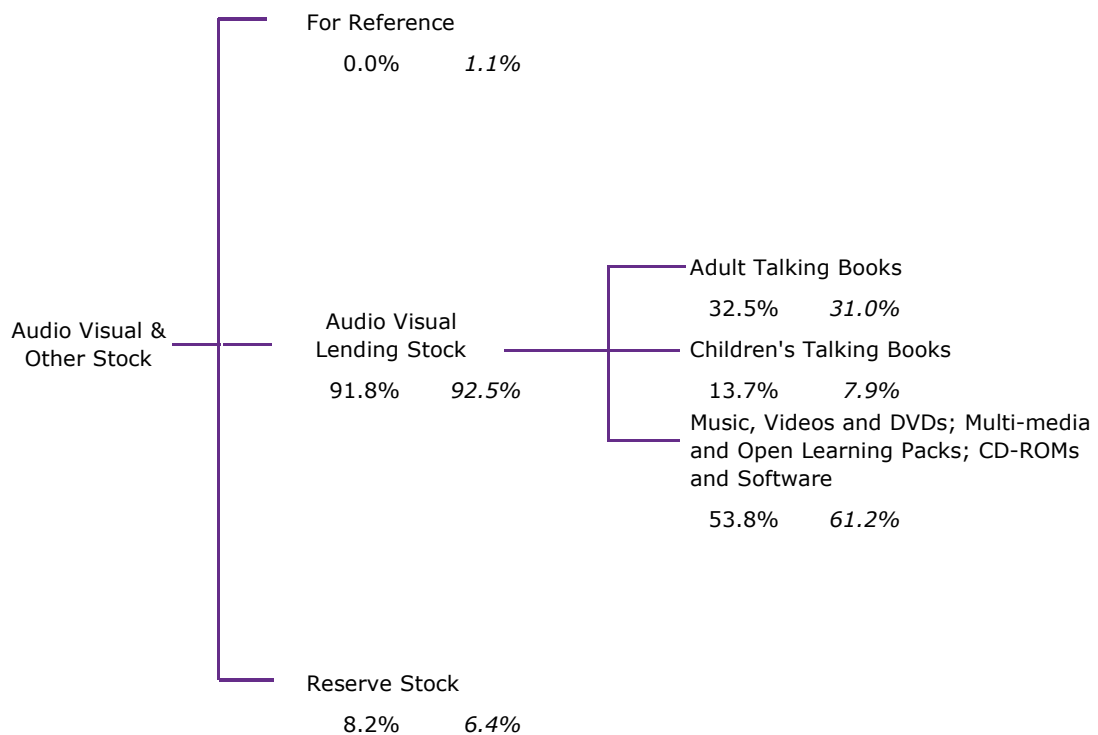 For Reference
0.0% 1.1%
Audio Visual &
Other Stock
Audio Visual
Lending Stock
91.8% 92.5%
Adult Talking Books
32.5% 31.0%
Children's Talking Books
13.7% 7.9%
Music, Videos and DVDs; Multi-media
and Open Learning Packs; CD-ROMs
and Software
53.8% 61.2%
Reserve Stock
8.2% 6.4%